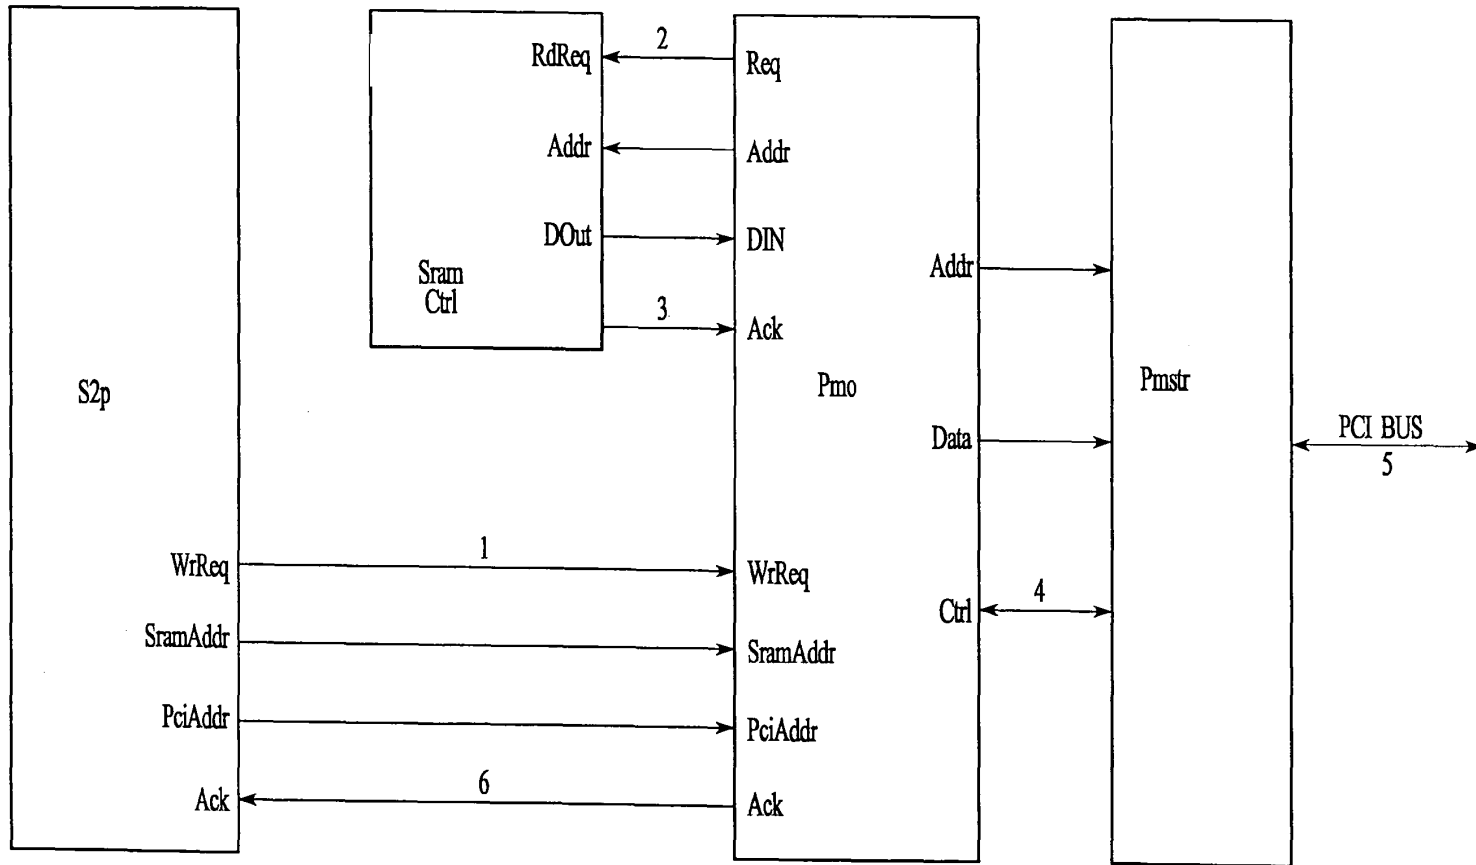 2
RdReq
Req
Addr
Addr
DOut
DIN
Addr
Sram
Ctrl
3
Ack
S2p
Pmo
Pmstr
Data
PCI BUS
5
1
WrReq
WrReq
4
Ctrl
SramAddr
SramAddr
PciAddr
PciAddr
6
Ack
Ack